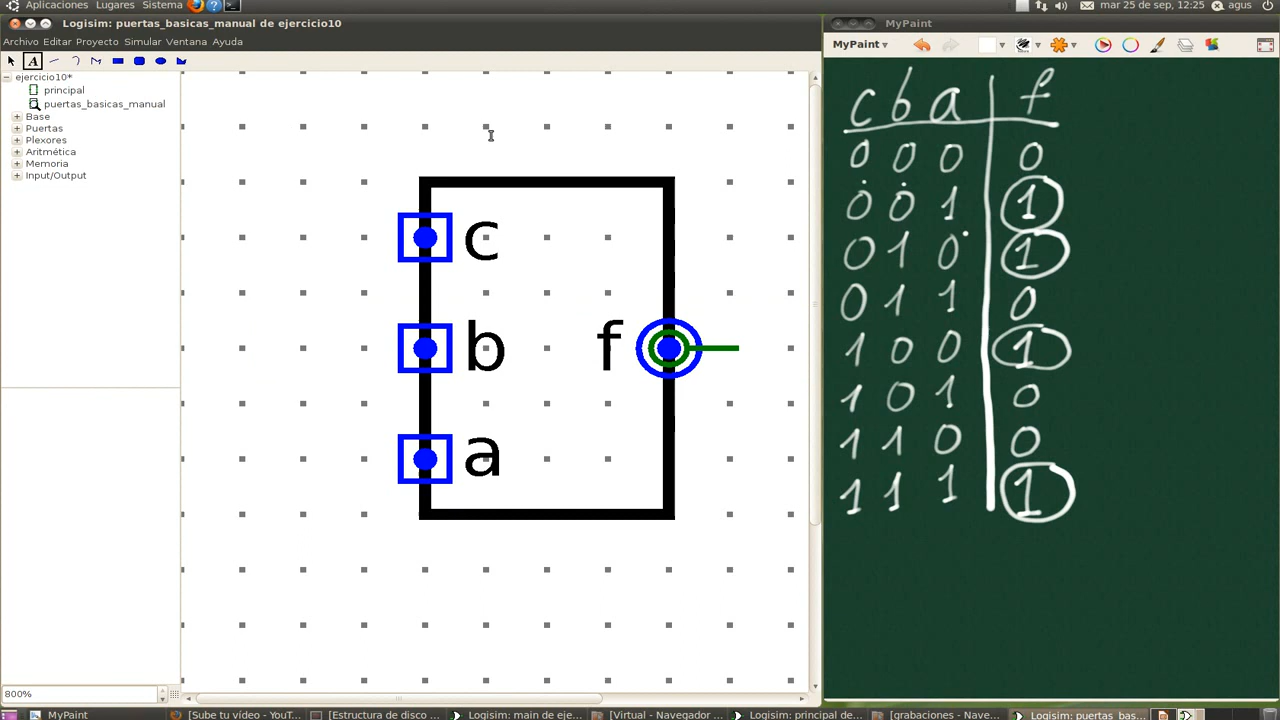 Aplicaciones Lugares Sistema
mar 25 de sep, 12:25 agus
Logisim: puertas_basicas_manual de ejercicio10
MyPaint
Archivo Editar Proyecto Simular Ventana Ayuda
MyPaint
A
ejercicio10*
principal
puertas_basicas_manual
Base
Puertas
Plexores
Aritmética
Memoria
Input/Output
c
b
f
a
c b a f
0 0 0 0
0 0 1 1
0 1 0 1
0 1 1 0
1 0 0 1
1 0 1 0
1 1 0 0
1 1 1 1
800%
MyPaint
[Sube tu vídeo - YouT...
[Estructura de disco ...
Logisim: main de eje...
[Virtual - Navegador ...
Logisim: principal de...
[grabaciones - Nave...
Logisim: puertas_bas...